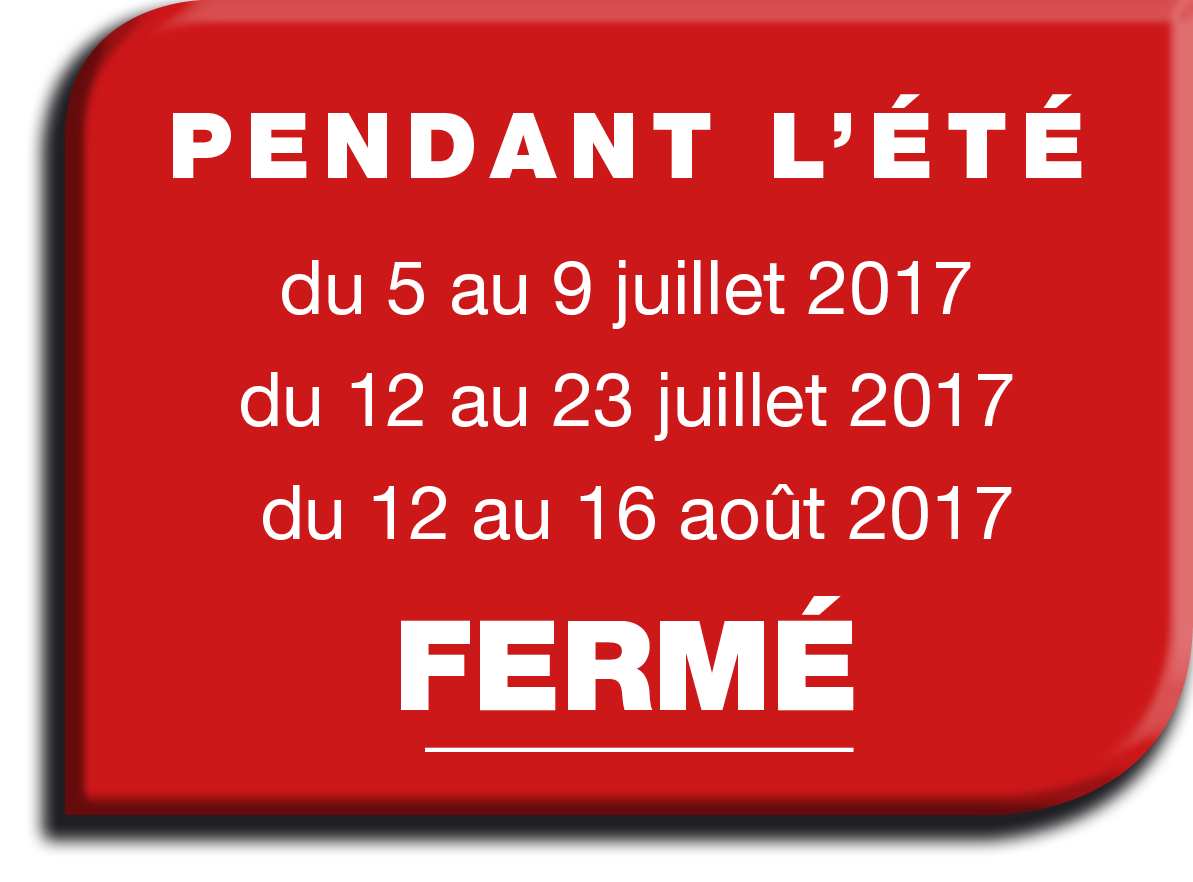 PENDANT L’ÉTÉ
du 5 au 9 juillet 2017
du 12 au 23 juillet 2017
du 12 au 16 août 2017
FERMÉ